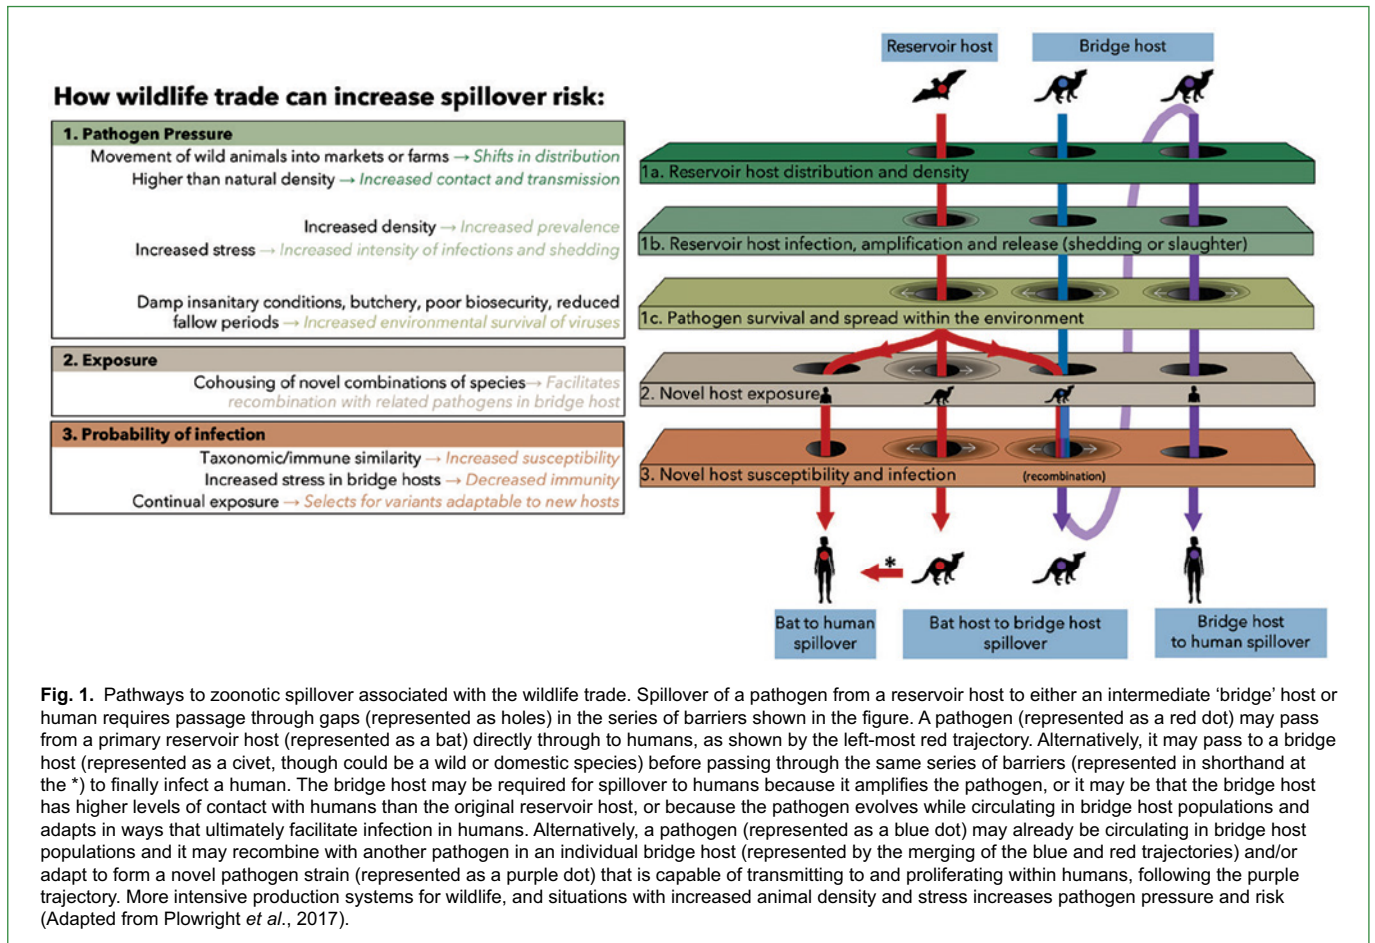 Reservoir host
Bridge host
How wildlife trade can increase spillover risk:
1. Pathogen Pressure
Movement of wild animals into markets or farms → Shifts in distribution
Higher than natural density → Increased contact and transmission
Increased density → Increased prevalence
Increased stress → Increased intensity of infections and shedding
Damp insanitary conditions, butchery, poor biosecurity, reduced
fallow periods → Increased environmental survival of viruses
2. Exposure
Cohousing of novel combinations of species→ Facilitates
recombination with related pathogens in bridge host
3. Probability of infection
Taxonomic/immune similarity → Increased susceptibility
Increased stress in bridge hosts → Decreased immunity
Continual exposure → Selects for variants adaptable to new hosts
1a. Reservoir host distribution and density
1b. Reservoir host infection, amplification and release (shedding or slaughter)
1c. Pathogen survival and spread within the environment
2. Novel host exposure
3. Novel host susceptibility and infection
(recombination)
*
Bat to human
spillover
Bat host to bridge host
spillover
Bridge host
to human spillover
Fig. 1. Pathways to zoonotic spillover associated with the wildlife trade. Spillover of a pathogen from a reservoir host to either an intermediate ‘bridge’ host or
human requires passage through gaps (represented as holes) in the series of barriers shown in the figure. A pathogen (represented as a red dot) may pass
from a primary reservoir host (represented as a bat) directly through to humans, as shown by the left-most red trajectory. Alternatively, it may pass to a bridge
host (represented as a civet, though could be a wild or domestic species) before passing through the same series of barriers (represented in shorthand at
the *) to finally infect a human. The bridge host may be required for spillover to humans because it amplifies the pathogen, or it may be that the bridge host
has higher levels of contact with humans than the original reservoir host, or because the pathogen evolves while circulating in bridge host populations and
adapts in ways that ultimately facilitate infection in humans. Alternatively, a pathogen (represented as a blue dot) may already be circulating in bridge host
populations and it may recombine with another pathogen in an individual bridge host (represented by the merging of the blue and red trajectories) and/or
adapt to form a novel pathogen strain (represented as a purple dot) that is capable of transmitting to and proliferating within humans, following the purple
trajectory. More intensive production systems for wildlife, and situations with increased animal density and stress increases pathogen pressure and risk
(Adapted from Plowright et al., 2017).